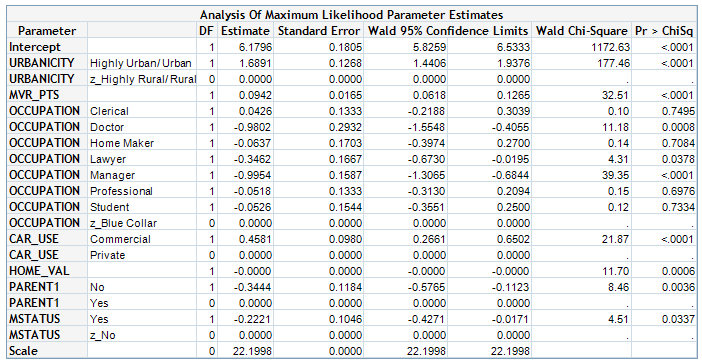 Analysis Of Maximum Likelihood Parameter Estimates
Parameter DF Estimate Standard Error Wald 95% Confidence Limits Wald Chi-Square Pr > ChiSq
Intercept 1 6.1796 0.1805 5.8259 6.5333 1172.63 <.0001
URBANICITY Highly Urban/ Urban 1 1.6891 0.1268 1.4406 1.9376 177.46 <.0001
URBANICITY z_Highly Rural/ Rural 0 0.0000 0.0000 0.0000 0.0000 . .
MVR_PTS 1 0.0942 0.0165 0.0618 0.1265 32.51 <.0001
OCCUPATION Clerical 1 0.0426 0.1333 -0.2188 0.3039 0.10 0.7495
OCCUPATION Doctor 1 -0.9802 0.2932 -1.5548 -0.4055 11.18 0.0008
OCCUPATION Home Maker 1 -0.0637 0.1703 -0.3974 0.2700 0.14 0.7084
OCCUPATION Lawyer 1 -0.3462 0.1667 -0.6730 -0.0195 4.31 0.0378
OCCUPATION Manager 1 -0.9954 0.1587 -1.3065 -0.6844 39.35 <.0001
OCCUPATION Professional 1 -0.0518 0.1333 -0.3130 0.2094 0.15 0.6976
OCCUPATION Student 1 -0.0526 0.1544 -0.3551 0.2500 0.12 0.7334
OCCUPATION z_Blue Collar 0 0.0000 0.0000 0.0000 0.0000 . .
CAR_USE Commercial 1 0.4581 0.0980 0.2661 0.6502 21.87 <.0001
CAR_USE Private 0 0.0000 0.0000 0.0000 0.0000 . .
HOME_VAL 1 -0.0000 0.0000 -0.0000 -0.0000 11.70 0.0006
PARENT1 No 1 -0.3444 0.1184 -0.5765 -0.1123 8.46 0.0036
PARENT1 Yes 0 0.0000 0.0000 0.0000 0.0000 . .
MSTATUS Yes 1 -0.2221 0.1046 -0.4271 -0.0171 4.51 0.0337
MSTATUS z_No 0 0.0000 0.0000 0.0000 0.0000 . .
Scale 0 22.1998 0.0000 22.1998 22.1998